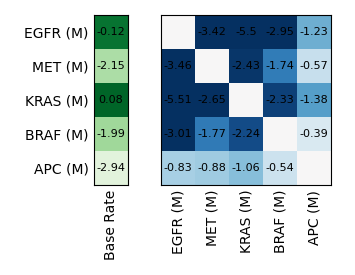 EGFR (M) -0.12 -3.42 -5.5 -2.95 -1.23
MET (M) -2.15 -3.46 -2.43 -1.74 -0.57
KRAS (M) 0.08 -5.51 -2.65 -2.33 -1.38
BRAF (M) -1.99 -3.01 -1.77 -2.24 -0.39
APC (M) -2.94 -0.83 -0.88 -1.06 -0.54
Base Rate EGFR (M) MET (M) KRAS (M) BRAF (M) APC (M)